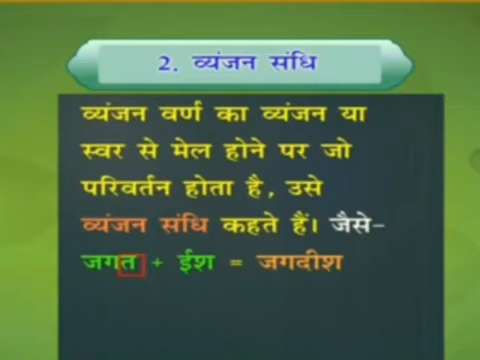 2. व्यंजन संधि
व्यंजन वर्ण का व्यंजन या
स्वर से मेल होने पर जो
परिवर्तन होता है, उसे
व्यंजन संधि कहते हैं। जैसे-
जगत + ईश = जगदीश